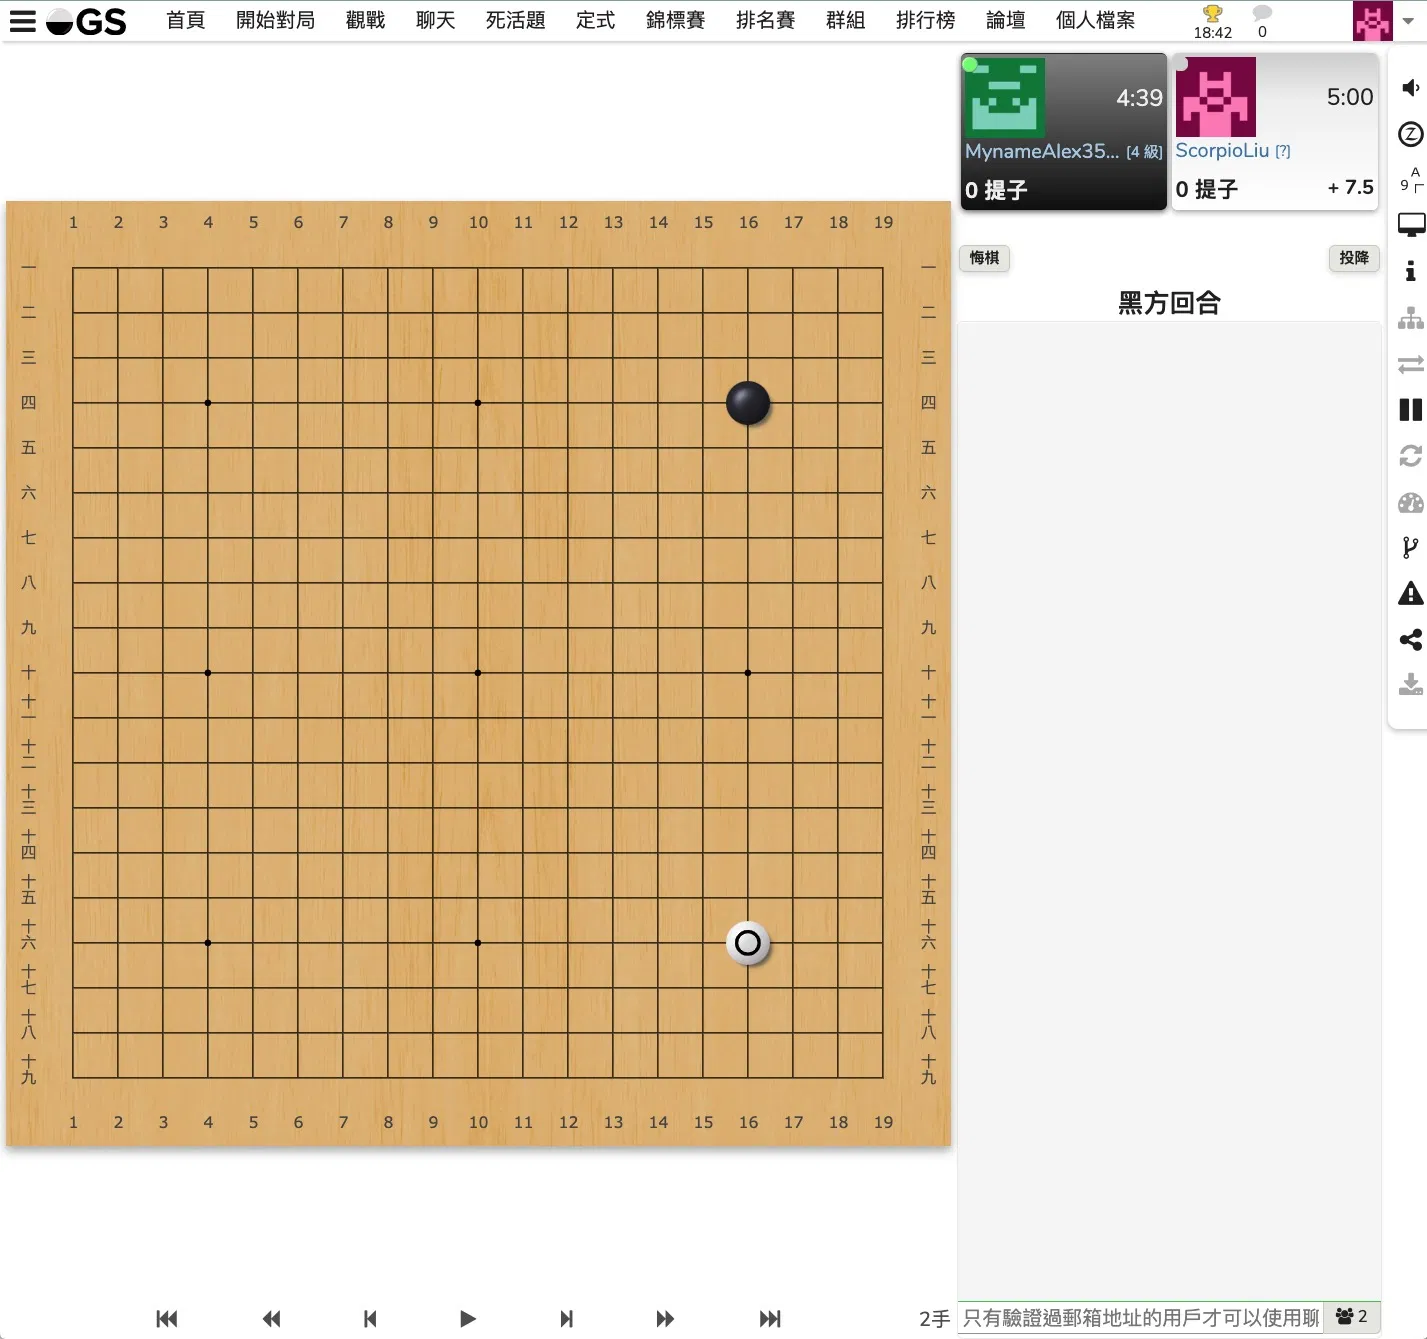 GS 首頁 開始對局 觀戰 聊天 死活題 定式 錦標賽 排名賽 群組 排行榜 論壇 個人檔案 18:42 0
4:39 5:00
MynameAlex35... [4 級] ScorpioLiu [?]
0 提子 0 提子 + 7.5
悔棋 投降
黑方回合
Z
A
9
1 2 3 4 5 6 7 8 9 10 11 12 13 14 15 16 17 18 19
一 一
二 二
三 三
四 四
五 五
六 六
七 七
八 八
九 九
十 十
十一 十一
十二 十二
十三 十三
十四 十四
十五 十五
十六 十六
十七 十七
十八 十八
十九 十九
1 2 3 4 5 6 7 8 9 10 11 12 13 14 15 16 17 18 19
2手 只有驗證過郵箱地址的用戶才可以使用聊 2